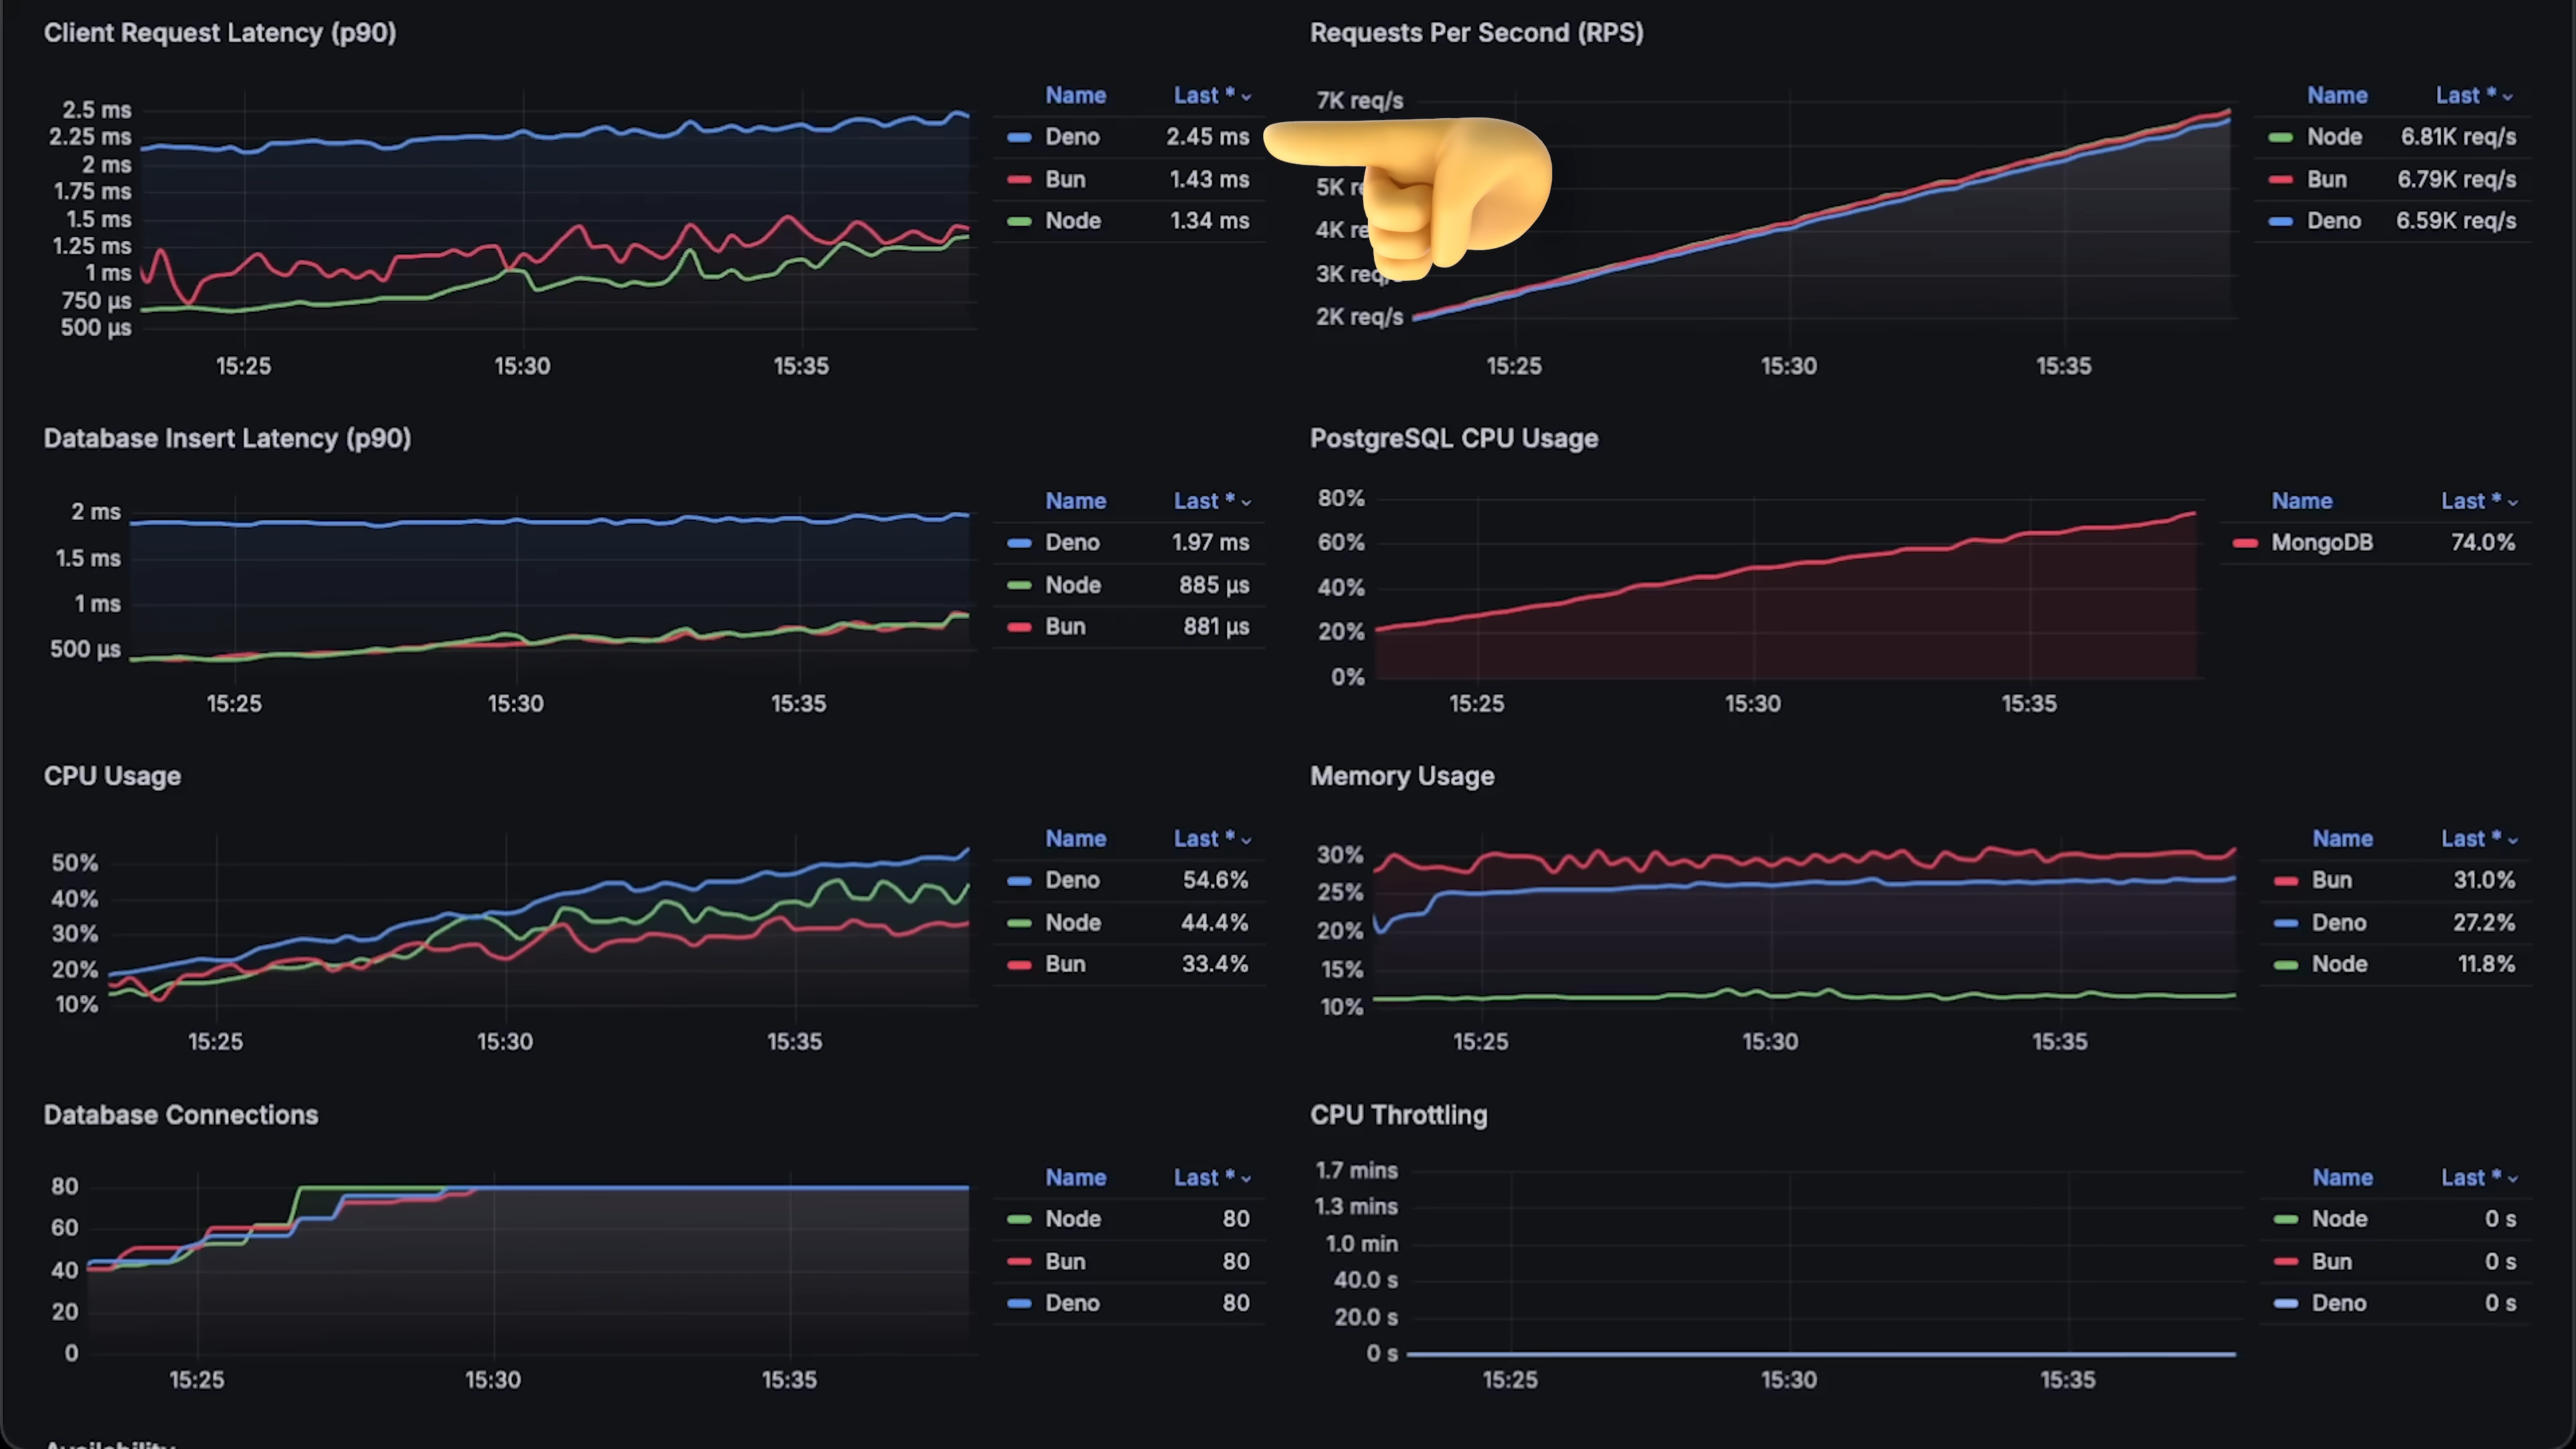 Client Request Latency (p90)
2.5 ms
2.25 ms
2 ms
1.75 ms
1.5 ms
1.25 ms
1 ms
750 µs
500 µs
15:25 15:30 15:35
Name Last *
Deno 2.45 ms
Bun 1.43 ms
Node 1.34 ms
Requests Per Second (RPS)
7K req/s
5K re
4K re
3K req
2K req/s
15:25 15:30 15:35
Name Last *
Node 6.81K req/s
Bun 6.79K req/s
Deno 6.59K req/s
Database Insert Latency (p90)
2 ms
1.5 ms
1 ms
500 µs
15:25 15:30 15:35
Name Last *
Deno 1.97 ms
Node 885 µs
Bun 881 µs
PostgreSQL CPU Usage
80%
60%
40%
20%
0%
15:25 15:30 15:35
Name Last *
MongoDB 74.0%
CPU Usage
50%
40%
30%
20%
10%
15:25 15:30 15:35
Name Last *
Deno 54.6%
Node 44.4%
Bun 33.4%
Memory Usage
30%
25%
20%
15%
10%
15:25 15:30 15:35
Name Last *
Bun 31.0%
Deno 27.2%
Node 11.8%
Database Connections
80
60
40
20
0
15:25 15:30 15:35
Name Last *
Node 80
Bun 80
Deno 80
CPU Throttling
1.7 mins
1.3 mins
1.0 min
40.0 s
20.0 s
0 s
15:25 15:30 15:35
Name Last *
Node 0 s
Bun 0 s
Deno 0 s
Availability